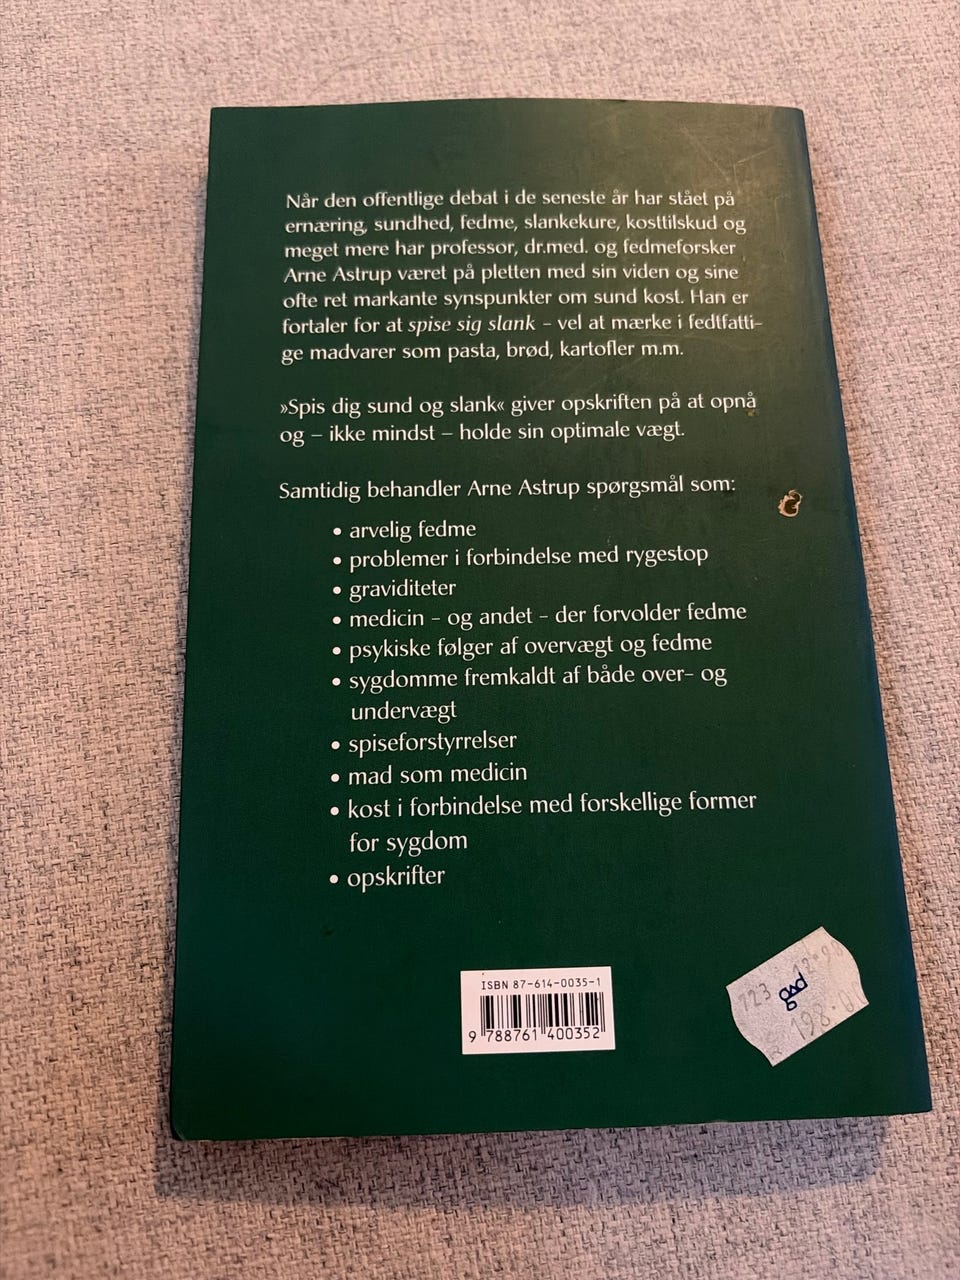 Når den offentlige debat i de seneste år har stået på
ernæring, sundhed, fedme, slankekure, kosttilskud og
meget mere har professor, dr.med. og fedmeforsker
Arne Astrup været på pletten med sin viden og sine
ofte ret markante synspunkter om sund kost. Han er
fortaler for at spise sig slank – vel at mærke i fedtfatti–
ge madvarer som pasta, brød, kartofler m.m.
»Spis dig sund og slank« giver opskriften på at opnå
og – ikke mindst – holde sin optimale vægt.
Samtidig behandler Arne Astrup spørgsmål som:
• arvelig fedme
• problemer i forbindelse med rygestop
• graviditeter
• medicin – og andet – der forvolder fedme
• psykiske følger af overvægt og fedme
• sygdomme fremkaldt af både over– og
undervægt
• spiseforstyrrelser
• mad som medicin
• kost i forbindelse med forskellige former
for sygdom
• opskrifter
ISBN 87-614-0035-1
9 788761 400352
gad